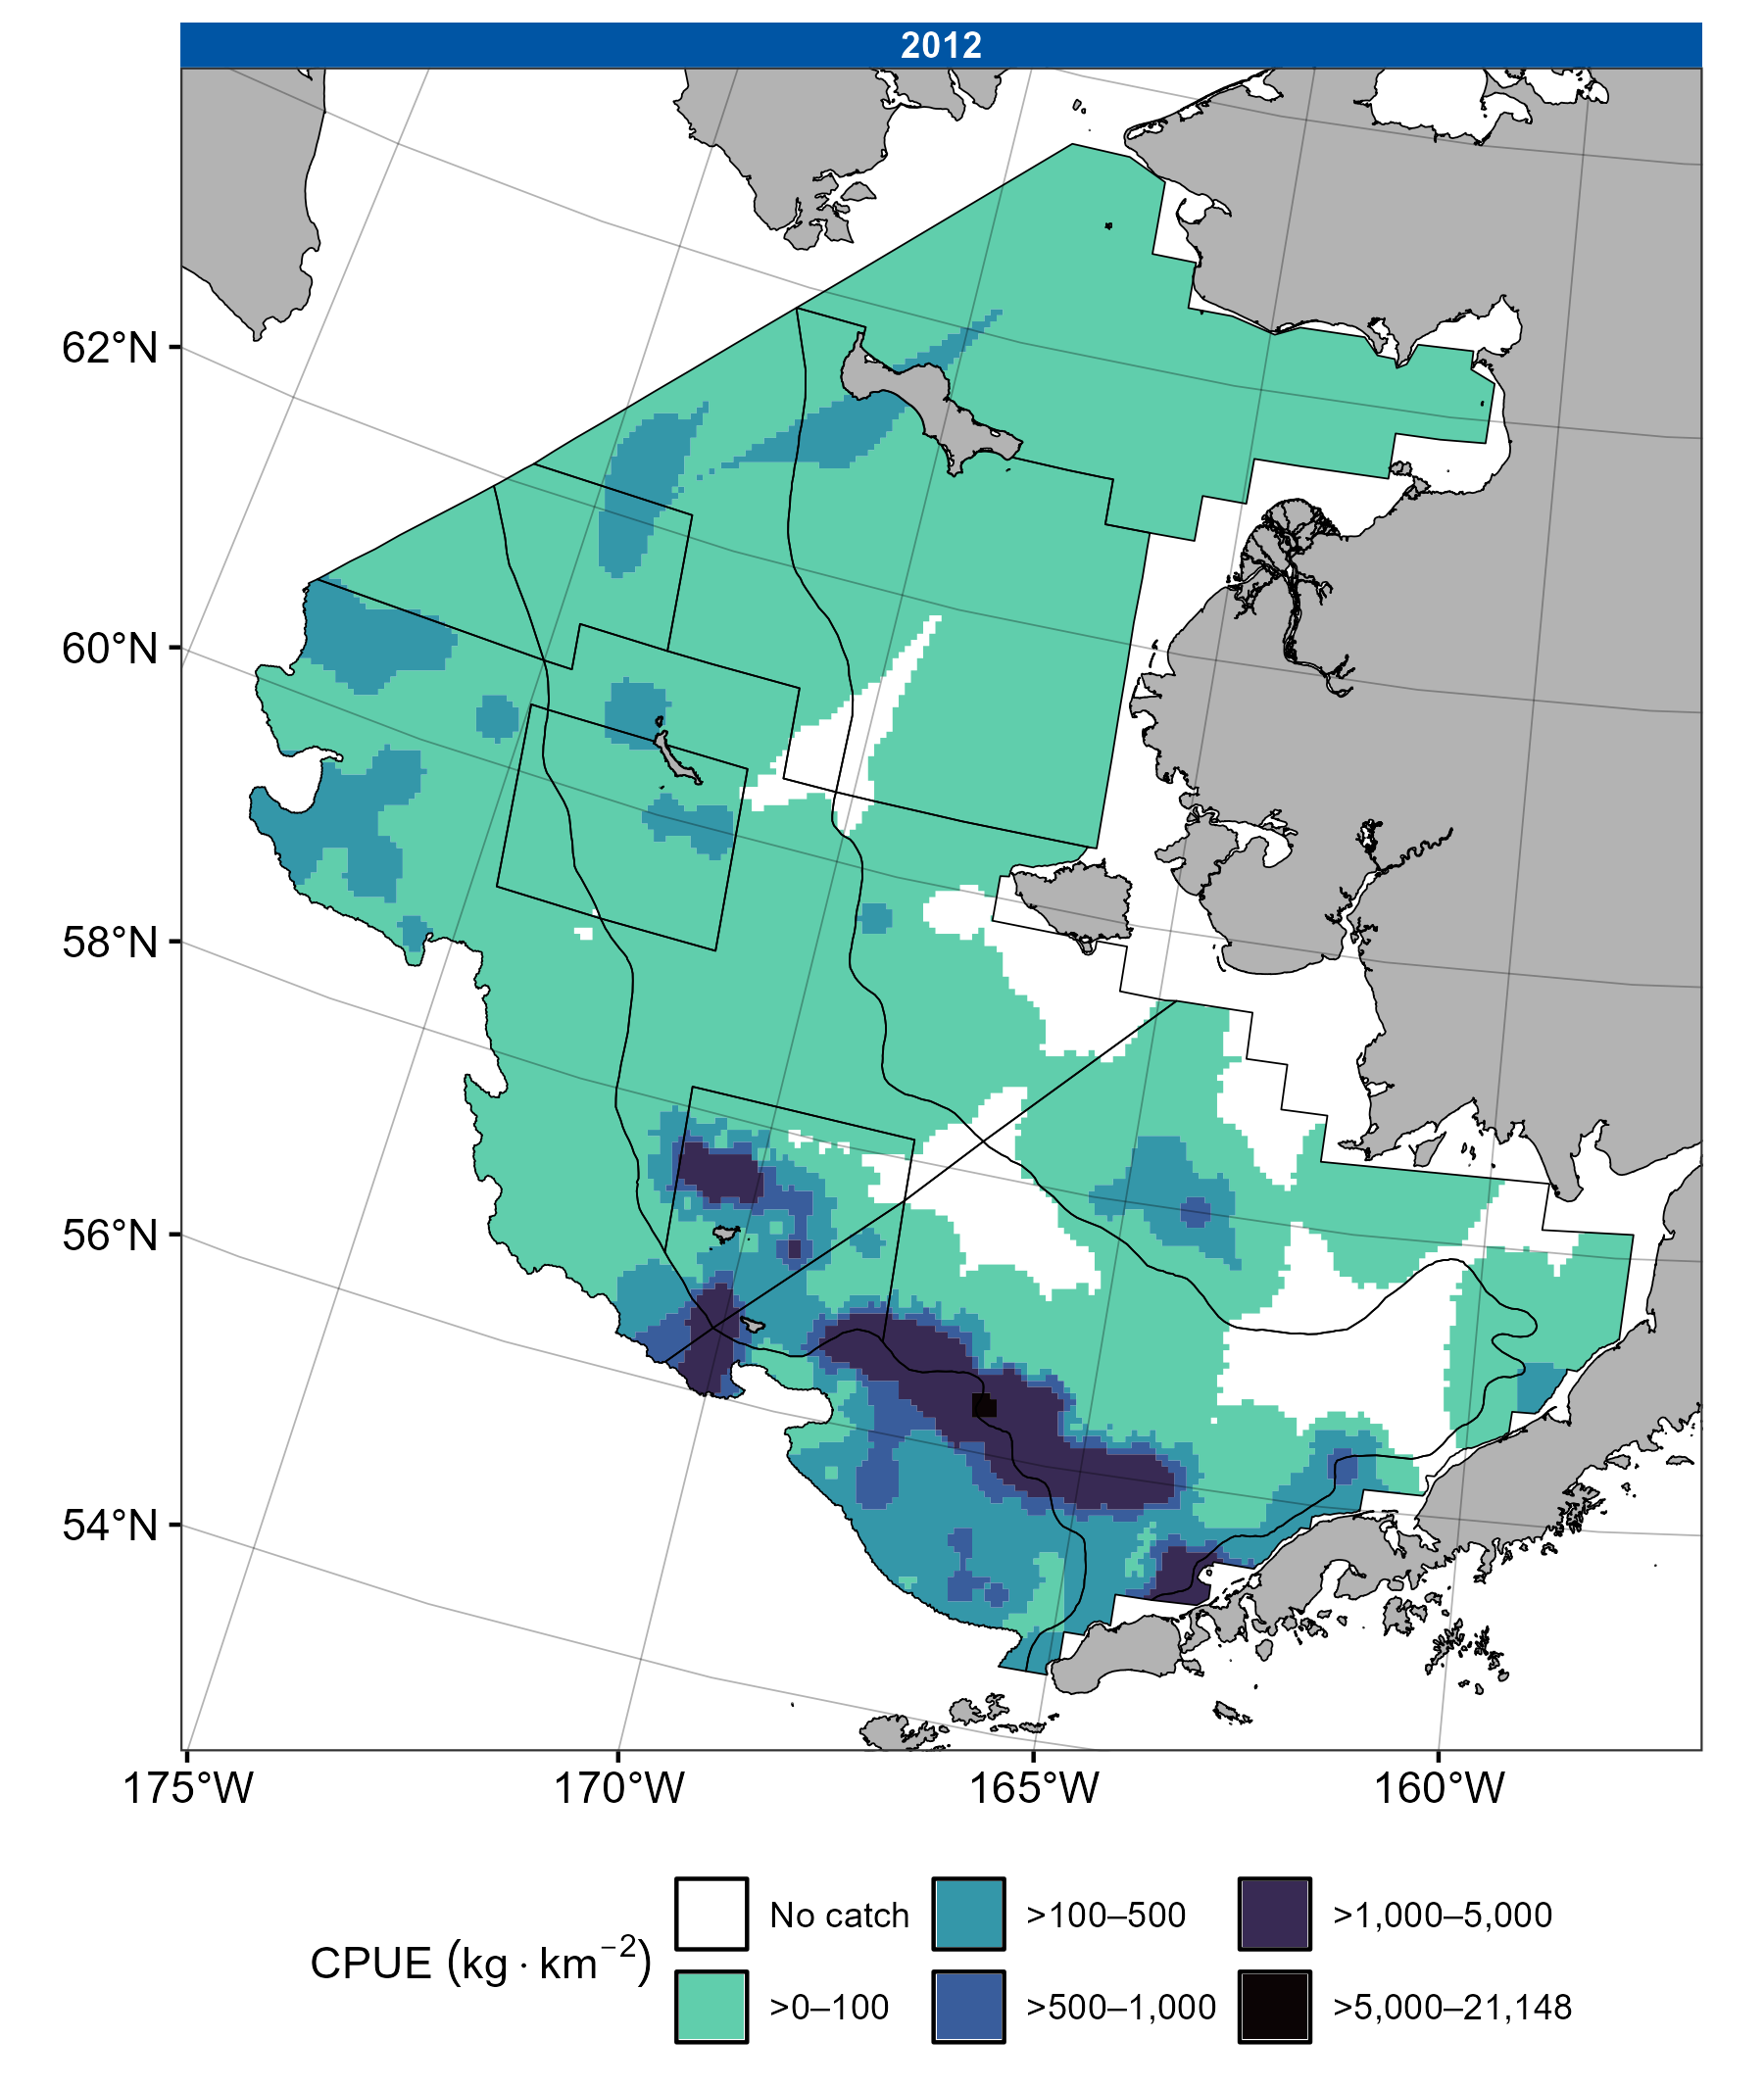 2012
62°N
60°N
58°N
56°N
54°N
175°W 170°W 165°W 160°W
CPUE (kg · km⁻²)
No catch >100–500 >1,000–5,000
>0–100 >500–1,000 >5,000–21,148